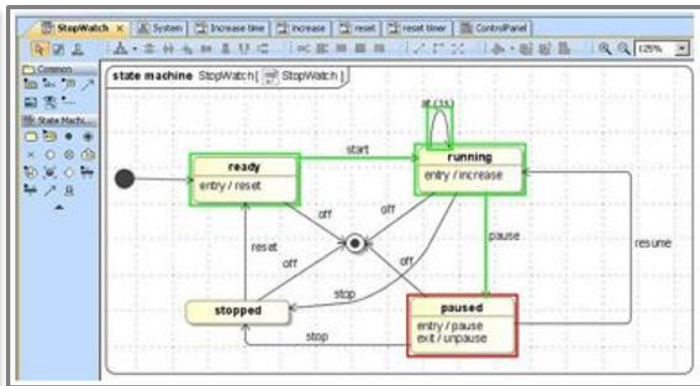 StopWatch × System Increase time increase reset reset timer ControlPanel
125%
Common
State Machi...
state machine StopWatch [ StopWatch ]
at (1s)
start
ready
entry / reset
running
entry / increase
off
off
reset
off
off
pause
resume
stop
stopped
paused
entry / pause
exit / unpause
stop